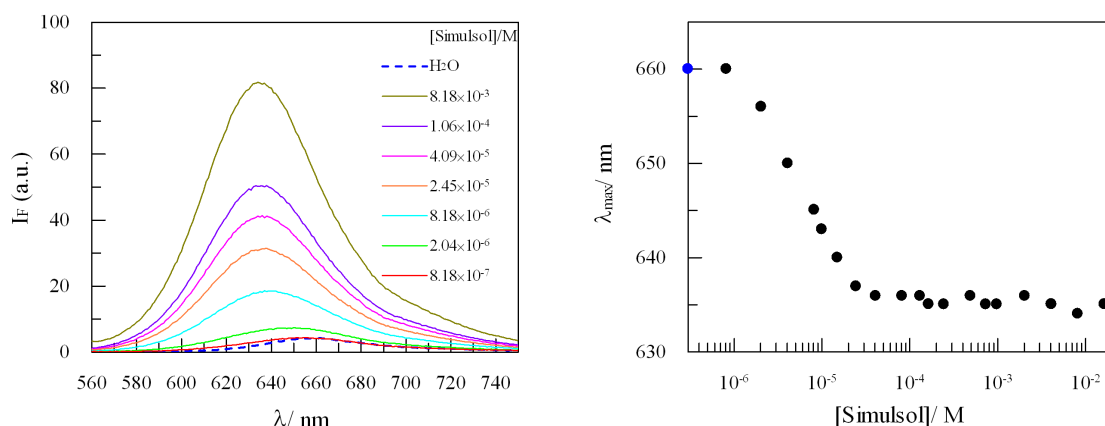 100
80
60
40
20
0
I_F (a.u.)
560 580 600 620 640 660 680 700 720 740
λ/ nm
[Simulsol]/M
H₂O
8.18×10⁻³
1.06×10⁻⁴
4.09×10⁻⁵
2.45×10⁻⁵
8.18×10⁻⁶
2.04×10⁻⁶
8.18×10⁻⁷
660
650
640
630
λmax/ nm
10⁻⁶ 10⁻⁵ 10⁻⁴ 10⁻³ 10⁻²
[Simulsol]/ M